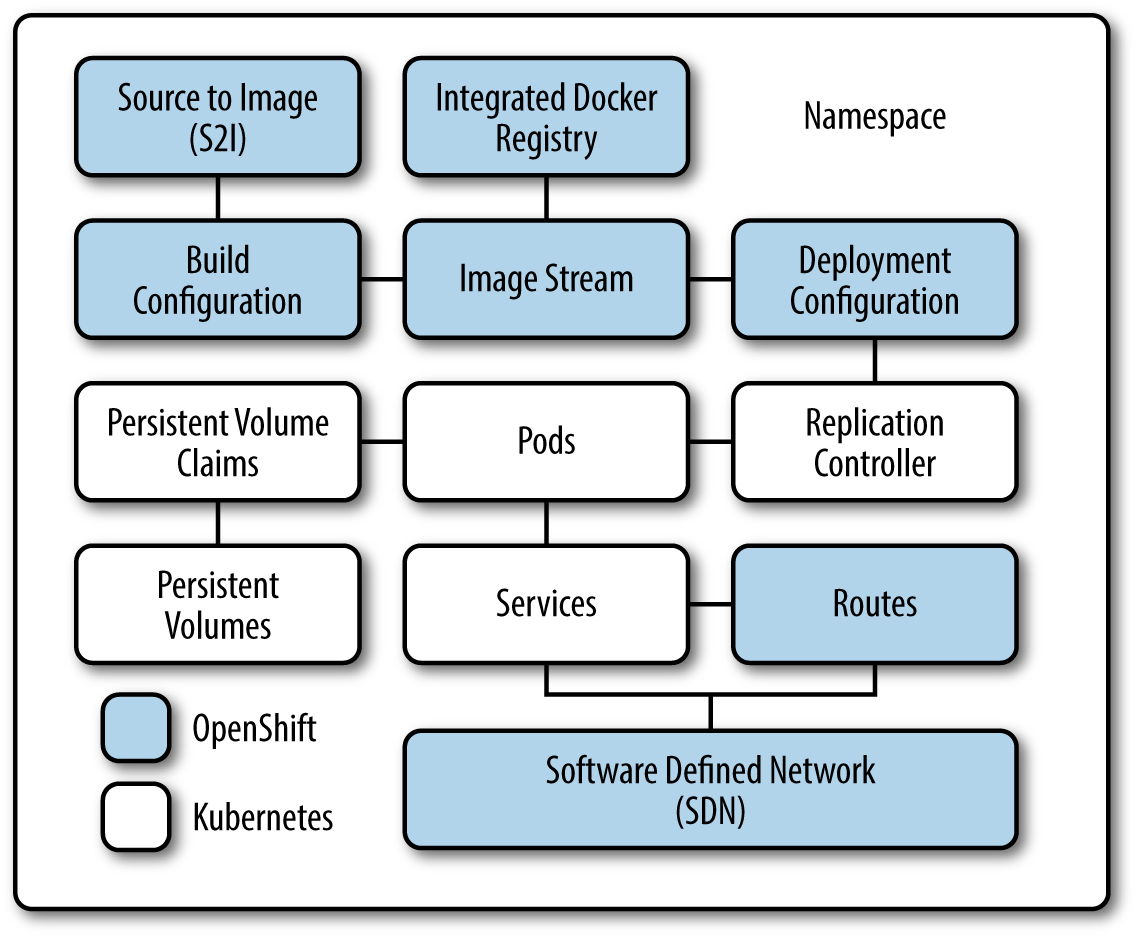 Source to Image
(S2I)
Integrated Docker
Registry
Namespace
Build
Configuration
Image Stream
Deployment
Configuration
Persistent Volume
Claims
Pods
Replication
Controller
Persistent
Volumes
Services
Routes
OpenShift
Kubernetes
Software Defined Network
(SDN)